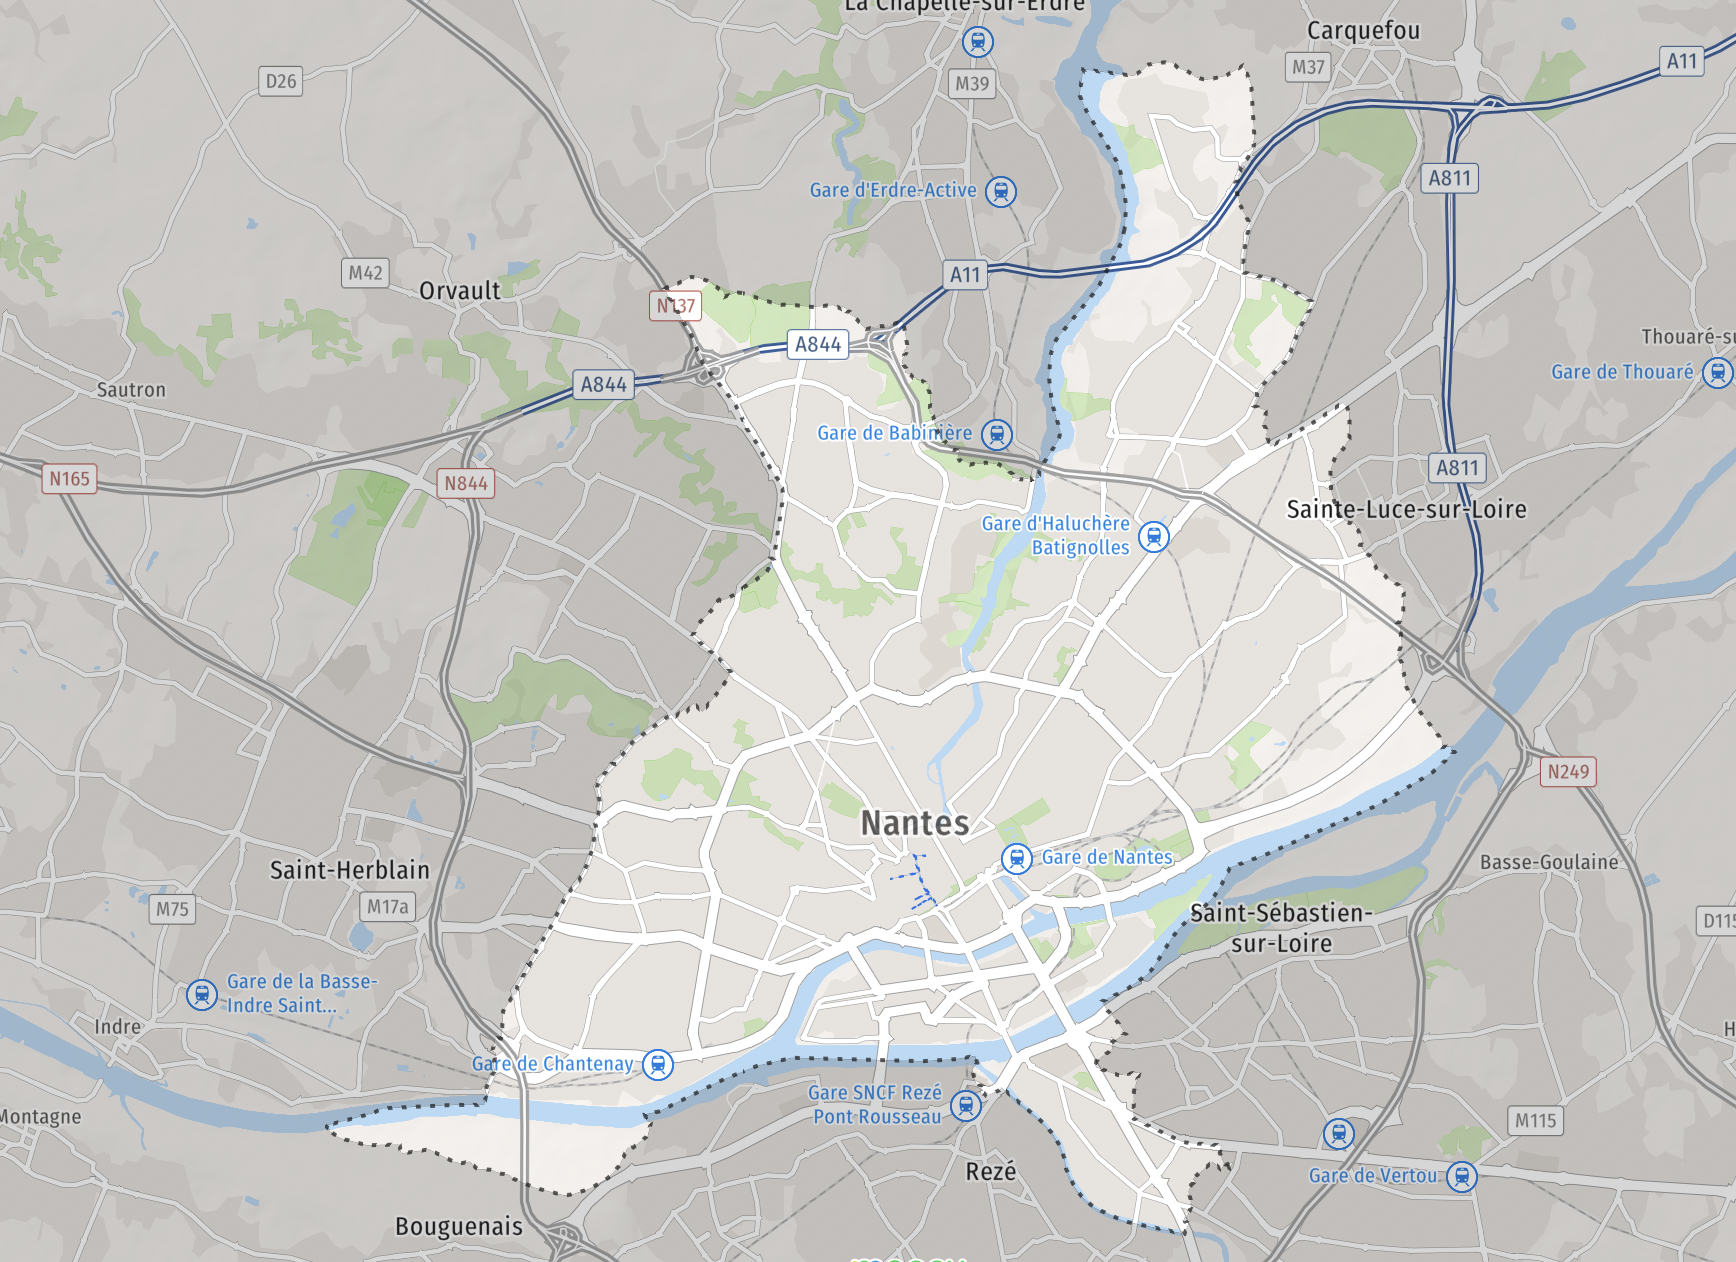 La Chapelle-sur-Erdre
Carquefou
A11
M37
D26
M39
A811
Gare d'Erdre-Active
M42
A11
Orvault
N137
A844
Thouaré-su
Gare de Thouaré
A844
Sautron
Gare de Babinière
A811
N165
N844
Sainte-Luce-sur-Loire
Gare d'Haluchère
Batignolles
N249
Nantes
Gare de Nantes
Basse-Goulaine
Saint-Herblain
M17a
M75
Saint-Sébastien-
sur-Loire
D115
Gare de la Basse-
Indre Saint...
Indre
H
Gare de Chantenay
Gare SNCF Rezé
Pont Rousseau
Montagne
M115
Rezé
Gare de Vertou
Bouguenais